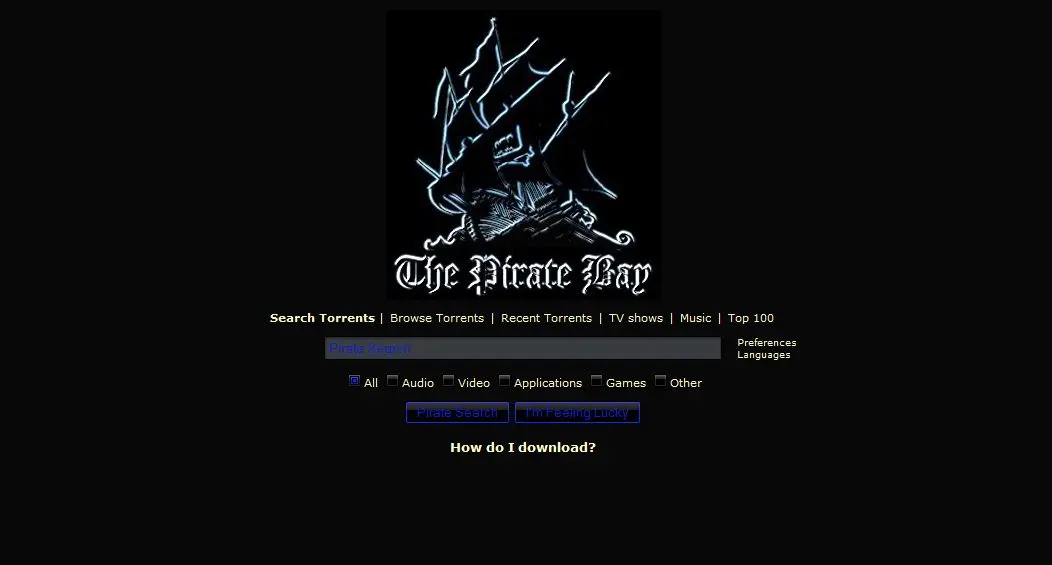 The Pirate Bay
Search Torrents | Browse Torrents | Recent Torrents | TV shows | Music | Top 100
Pirate Search
Preferences
Languages
All Audio Video Applications Games Other
Pirate Search I'm Feeling Lucky
How do I download?